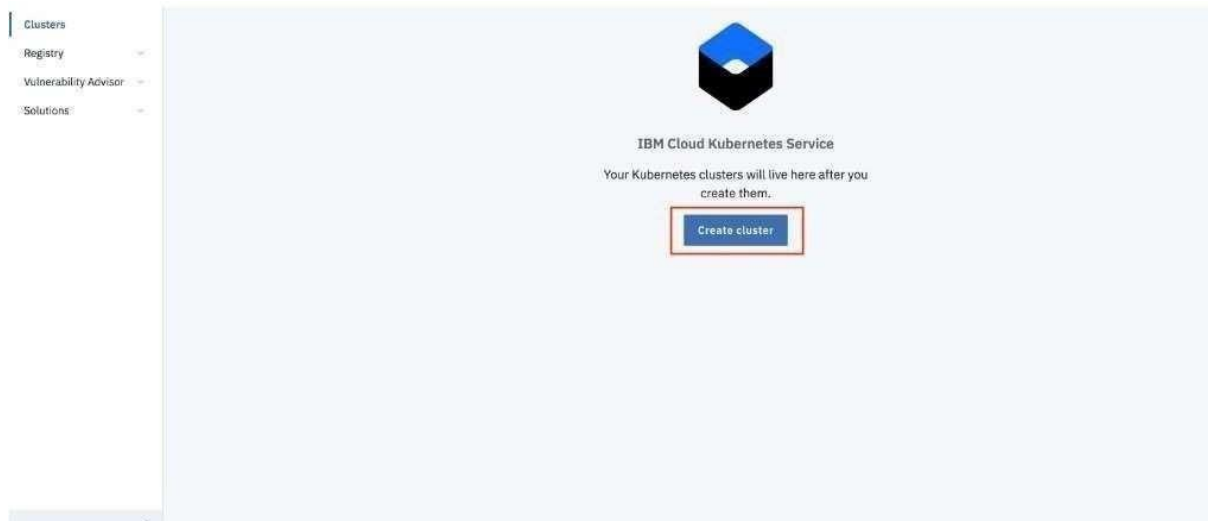 Clusters
Registry
Vulnerability Advisor
Solutions
IBM Cloud Kubernetes Service
Your Kubernetes clusters will live here after you
create them.
Create cluster